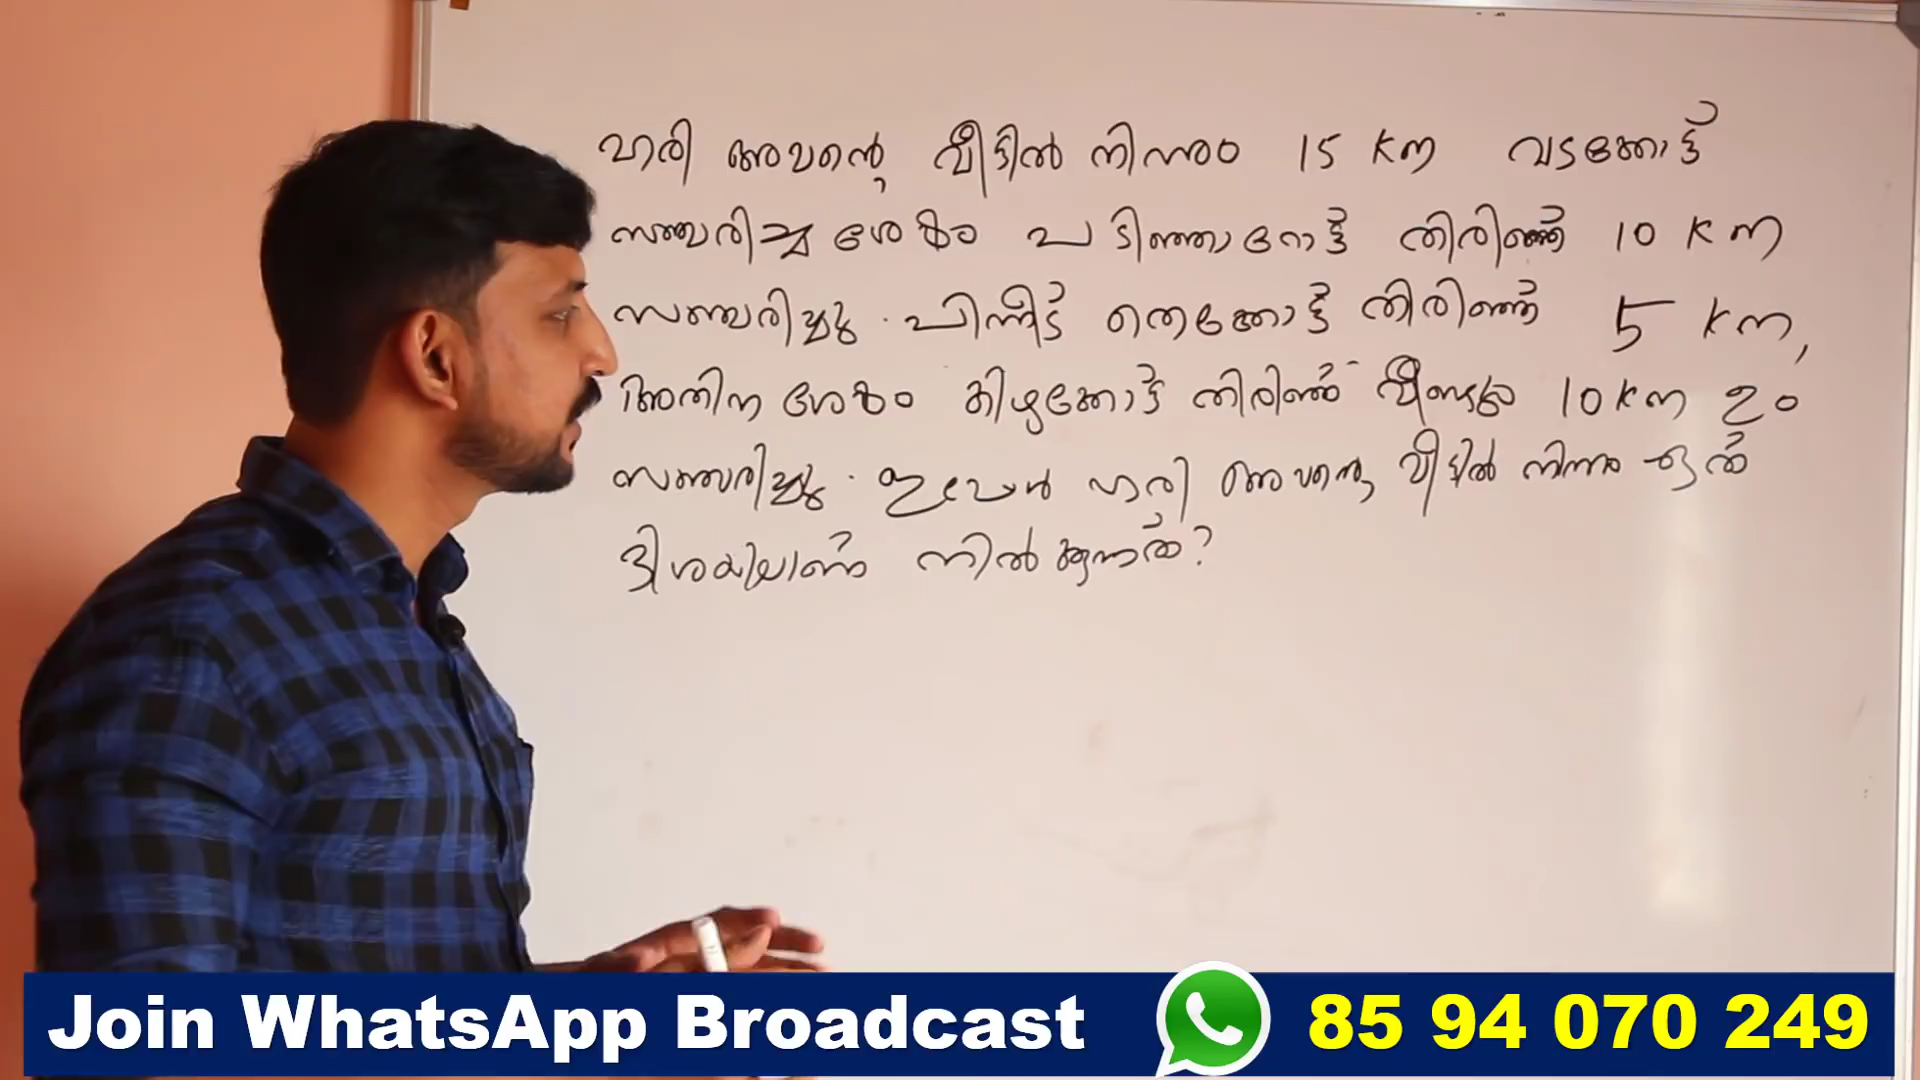 ഹരി അവന്റെ വീട്ടിൽ നിന്നും 15 Km വടക്കോട്ട്
സഞ്ചരിച്ച ശേഷം പടിഞ്ഞാറോട്ട് തിരിഞ്ഞ് 10 Km
സഞ്ചരിച്ചു. പിന്നീട് തെക്കോട്ട് തിരിഞ്ഞ് 5 Km,
അതിനു ശേഷം കിഴക്കോട്ട് തിരിഞ്ഞ് വീണ്ടും 10 Km ഉം
സഞ്ചരിച്ചു. ഇപ്പോൾ ഹരി അവന്റെ വീട്ടിൽ നിന്നും ഏത്
ദിശയിലാണ് നിൽക്കുന്നത്?
Join WhatsApp Broadcast 85 94 070 249